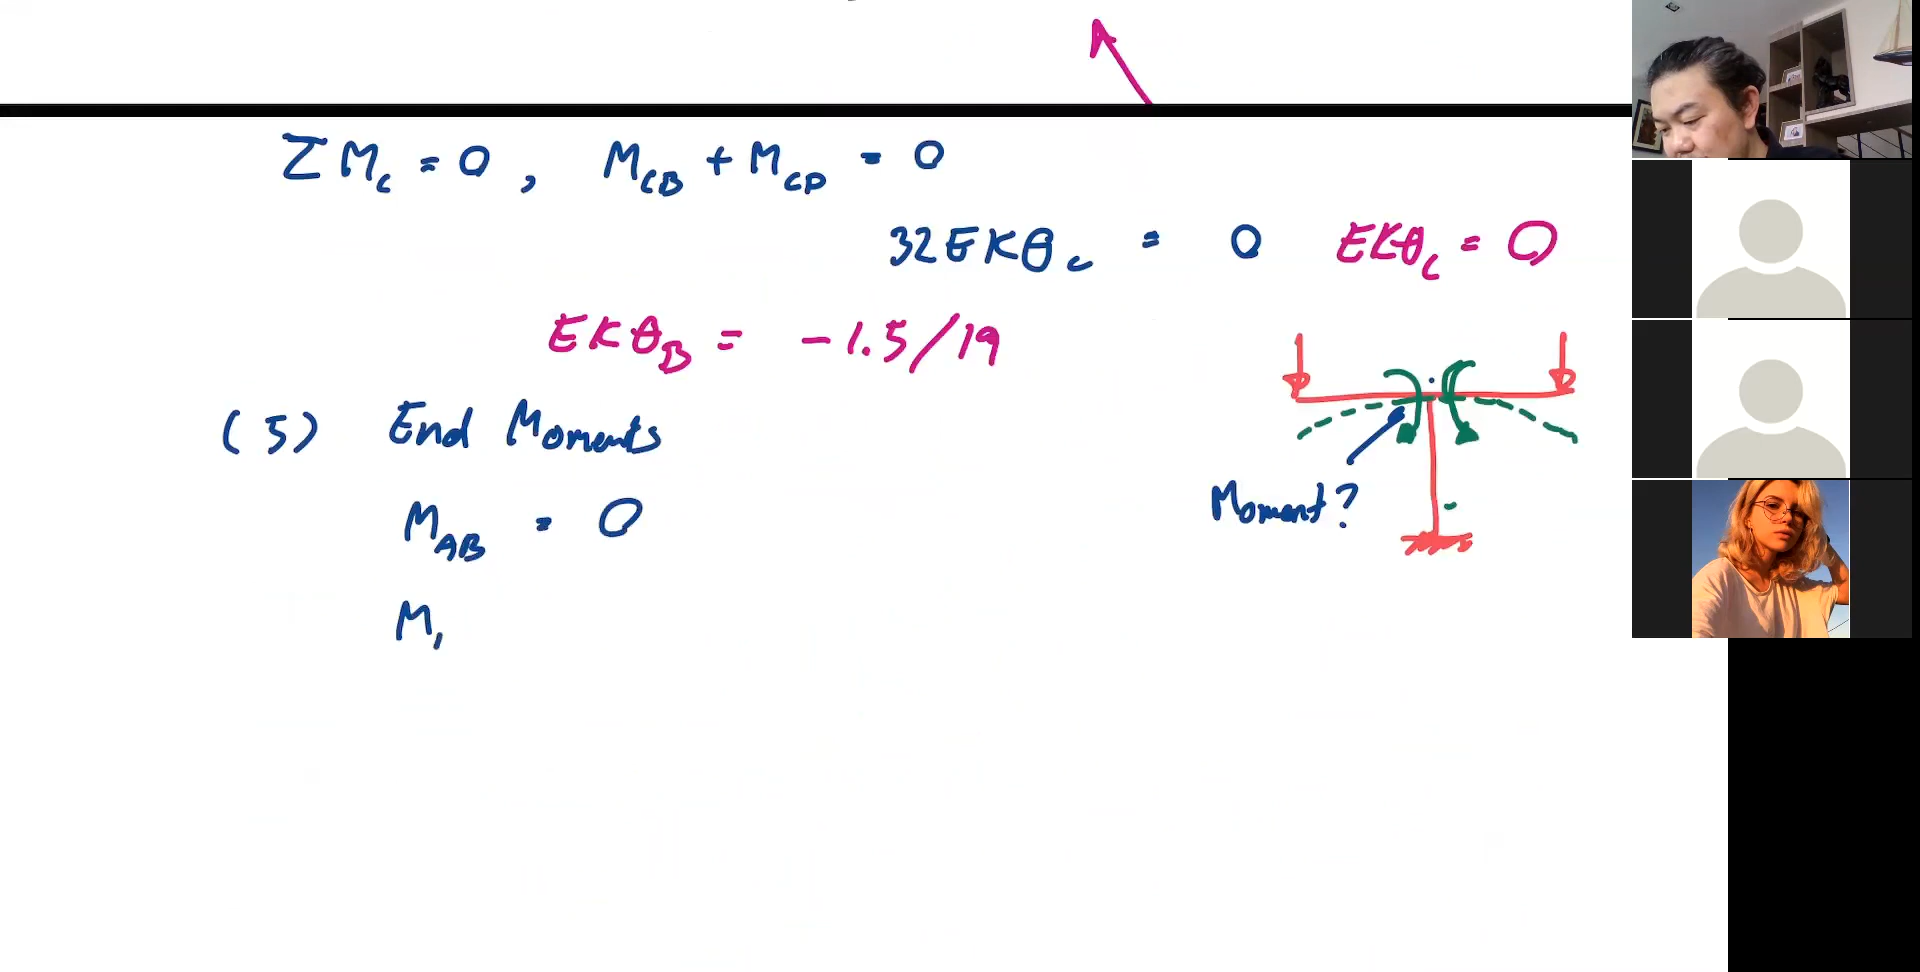 ΣM_C = 0 , M_CB + M_CD = 0
32EKθ_C = 0 EKθ_C = 0
EKθ_B = -1.5/19
(5) End Moments
M_AB = 0
Moment?
M